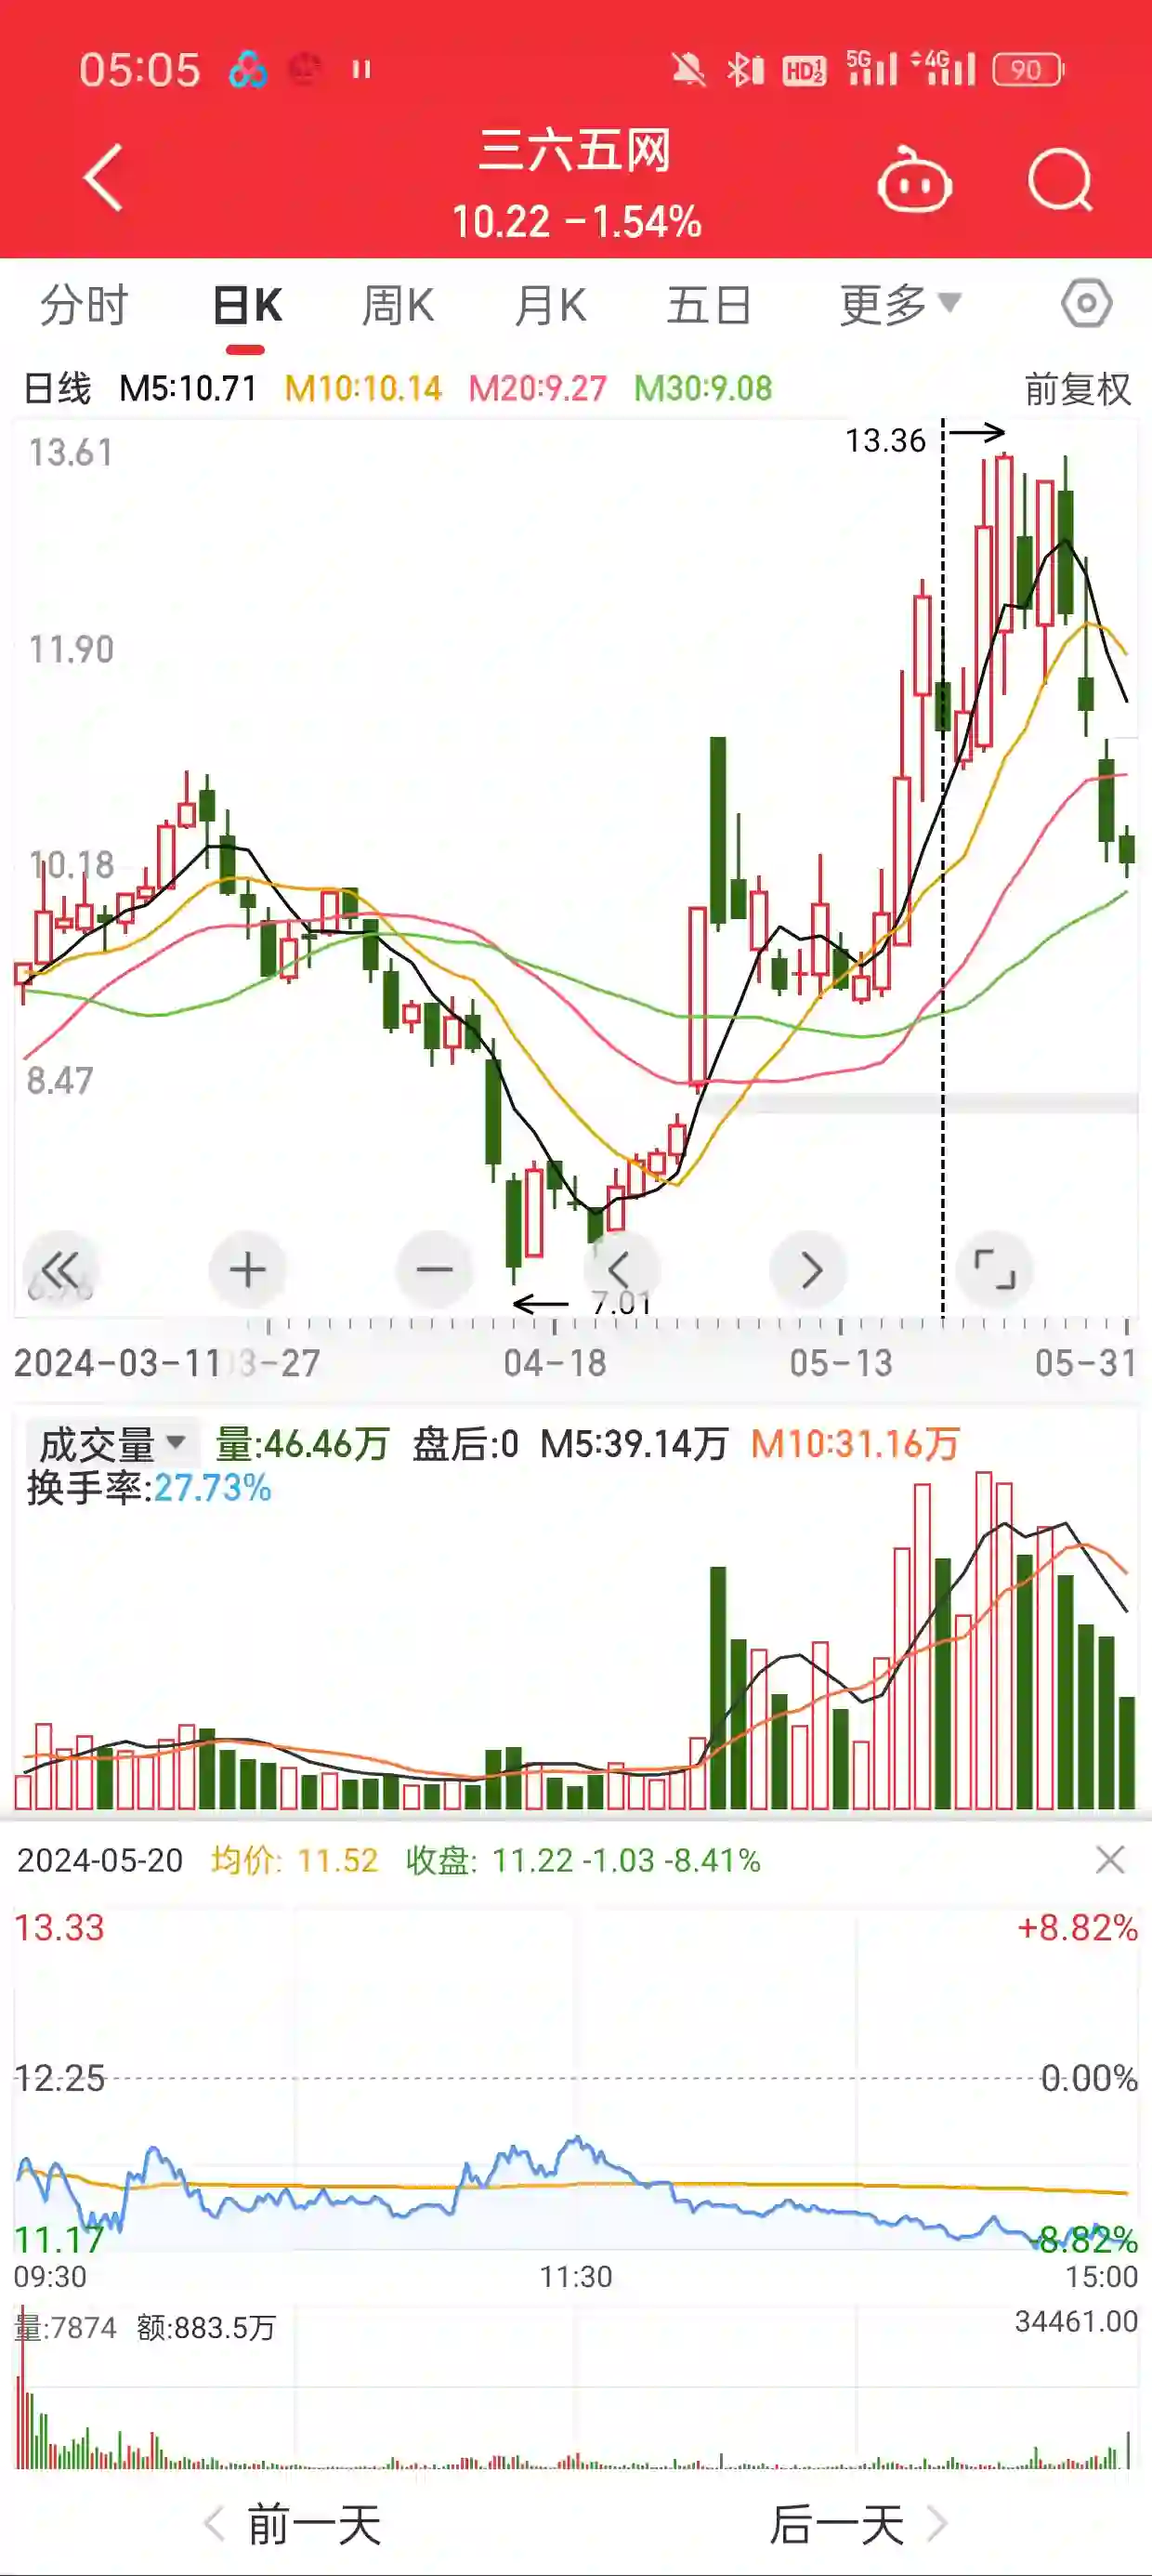 05:05 HD 1 2 5G 4G 90
三六五网
10.22 -1.54%
分时 日K 周K 月K 五日 更多
日线 M5:10.71 M10:10.14 M20:9.27 M30:9.08 前复权
13.61
13.36
11.90
10.18
8.47
7.01
2024-03-11 3-27 04-18 05-13 05-31
成交量 量:46.46万 盘后:0 M5:39.14万 M10:31.16万
换手率:27.73%
2024-05-20 均价: 11.52 收盘: 11.22 -1.03 -8.41%
13.33 +8.82%
12.25 0.00%
11.17 -8.82%
09:30 11:30 15:00
量:7874 额:883.5万 34461.00
前一天 后一天